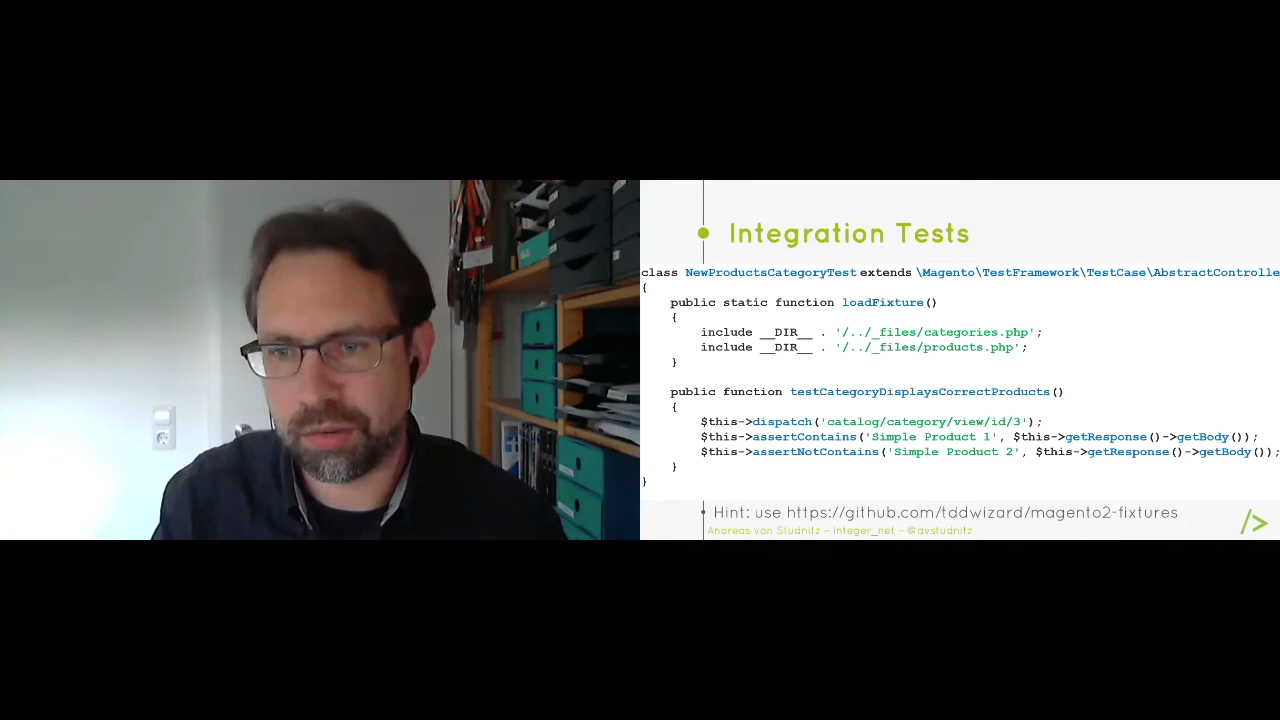 Integration Tests
class NewProductsCategoryTest extends \Magento\TestFramework\TestCase\AbstractControlle
{
public static function loadFixture()
{
include __DIR__ . '/../_files/categories.php';
include __DIR__ . '/../_files/products.php';
}
public function testCategoryDisplaysCorrectProducts()
{
$this->dispatch('catalog/category/view/id/3');
$this->assertContains('Simple Product 1', $this->getResponse()->getBody());
$this->assertNotContains('Simple Product 2', $this->getResponse()->getBody());
}
}
Hint: use https://github.com/tddwizard/magento2-fixtures
Andreas von Studnitz - integer_net - @avstudnitz
/>